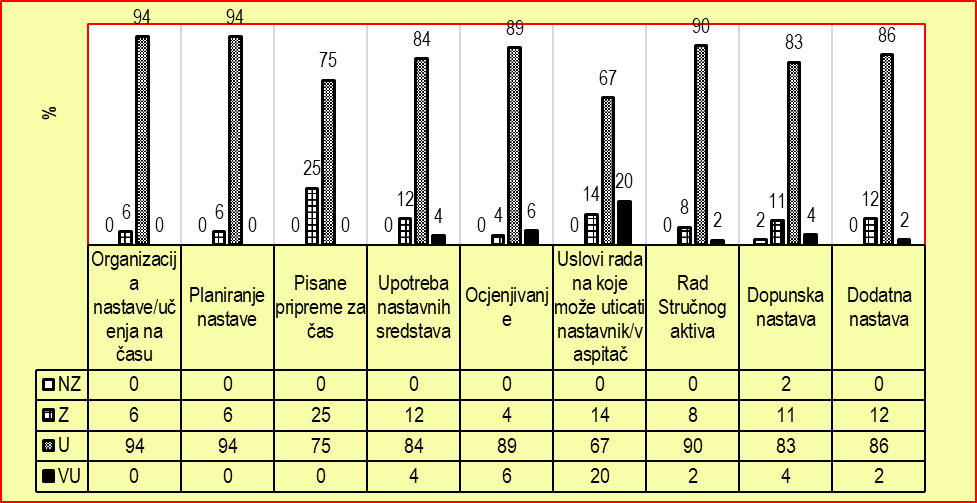 94 94 75 84 89 67 90 83 86
%
0 6 0 0 6 0 0 25 0 0 12 4 0 4 6 0 14 20 0 8 2 2 11 4 0 12 2
Organizacij
a
nastave/uč
enja na
času
Planiranje
nastave
Pisane
pripreme za
čas
Upotreba
nastavnih
sredstava
Ocjenjivanj
e
Uslovi rada
na koje
može uticati
nastavnik/v
aspitač
Rad
Stručnog
aktiva
Dopunska
nastava
Dodatna
nastava
NZ 0 0 0 0 0 0 0 2 0
Z 6 6 25 12 4 14 8 11 12
U 94 94 75 84 89 67 90 83 86
VU 0 0 0 4 6 20 2 4 2